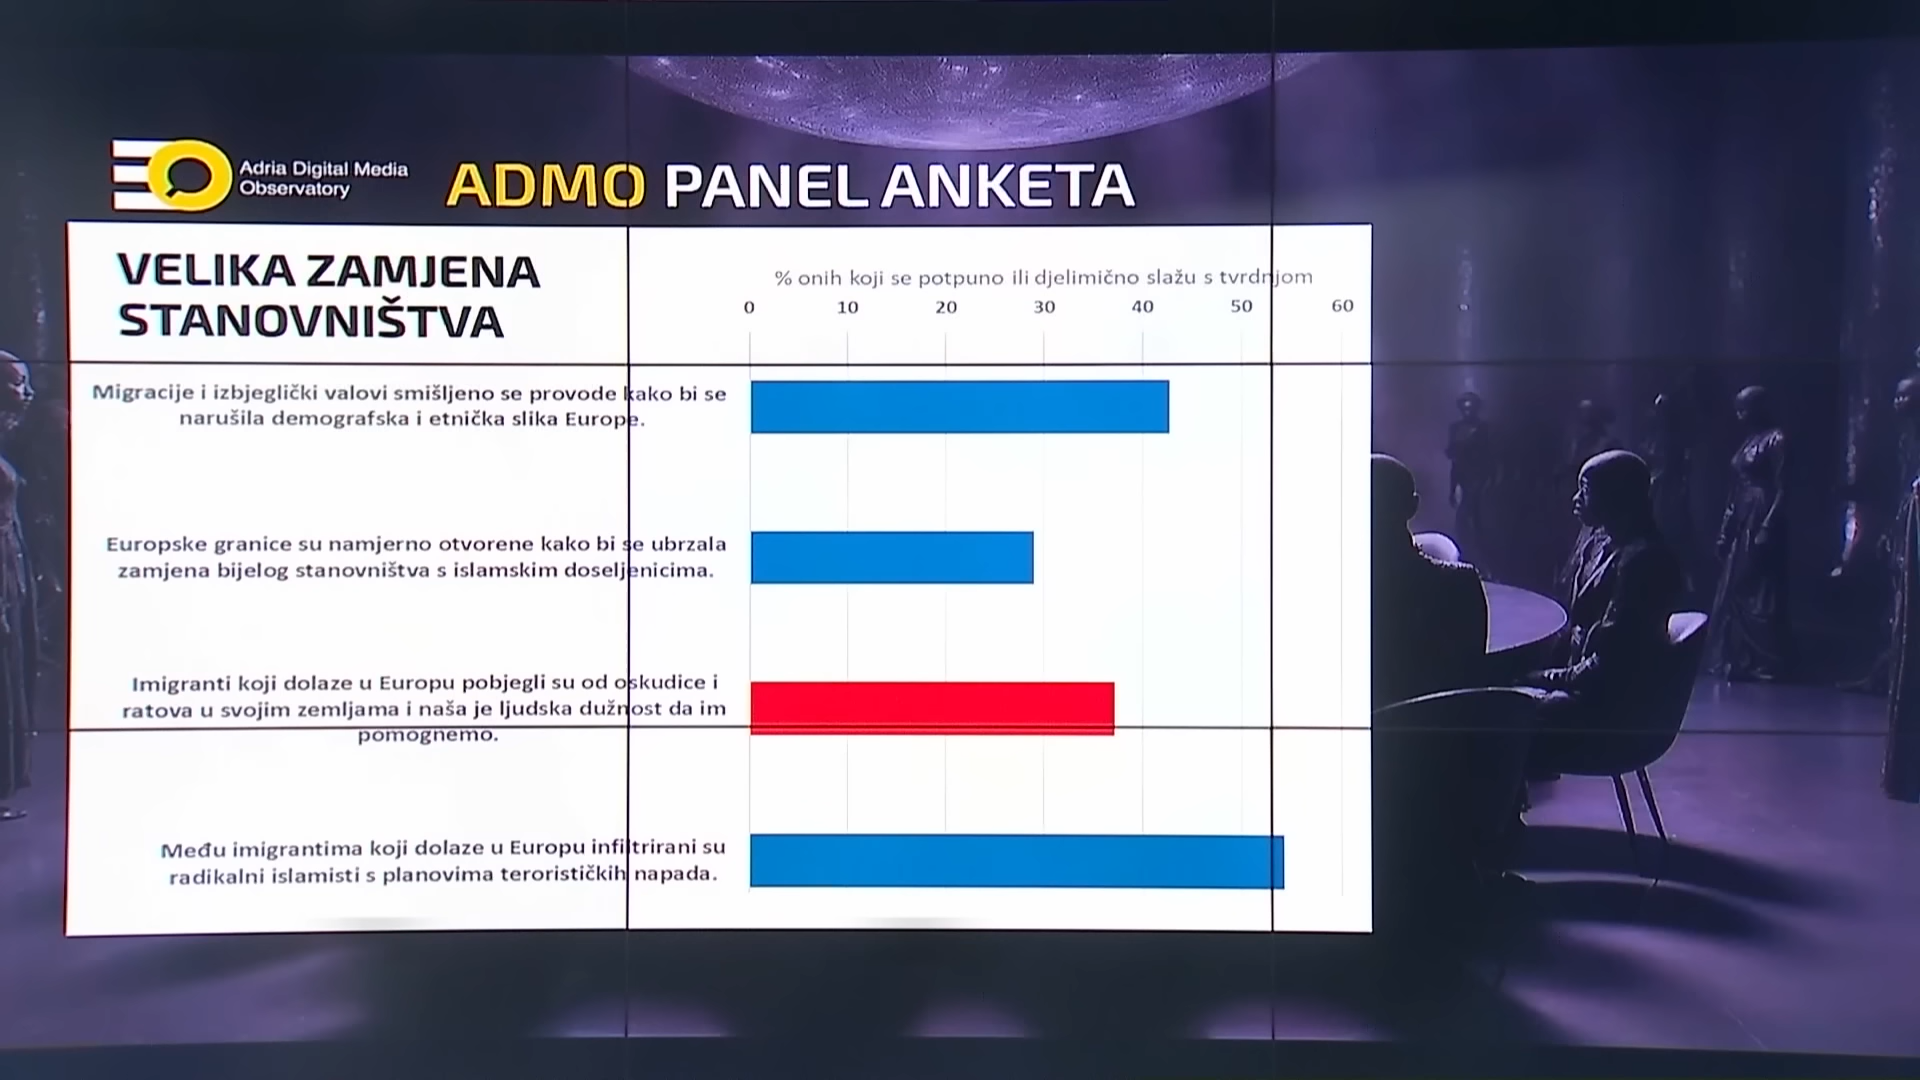 Adria Digital Media
Observatory
ADMO PANEL ANKETA
VELIKA ZAMJENA
STANOVNIŠTVA
% onih koji se potpuno ili djelimično slažu s tvrdnjom
0 10 20 30 40 50 60
Migracije i izbjeglički valovi smišljeno se provode kako bi se
narušila demografska i etnička slika Europe.
Europske granice su namjerno otvorene kako bi se ubrzala
zamjena bijelog stanovništva s islamskim doseljenicima.
Imigranti koji dolaze u Europu pobjegli su od oskudice i
ratova u svojim zemljama i naša je ljudska dužnost da im
pomognemo.
Među imigrantima koji dolaze u Europu infiltrirani su
radikalni islamisti s planovima terorističkih napada.